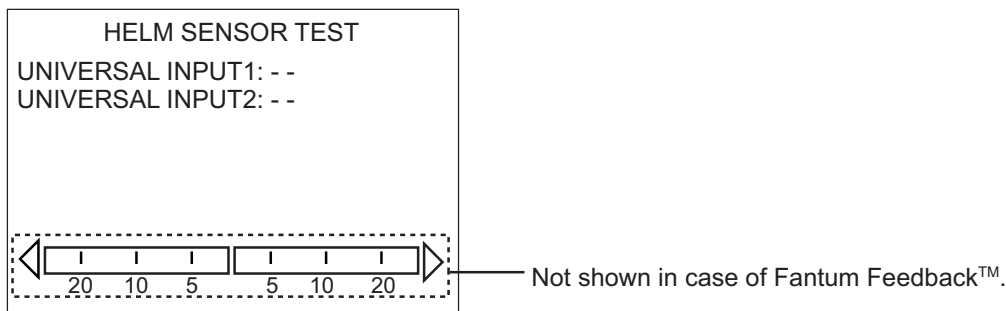 HELM SENSOR TEST
UNIVERSAL INPUT1: - -
UNIVERSAL INPUT2: - -
20 10 5 5 10 20
Not shown in case of Fantum Feedback™.